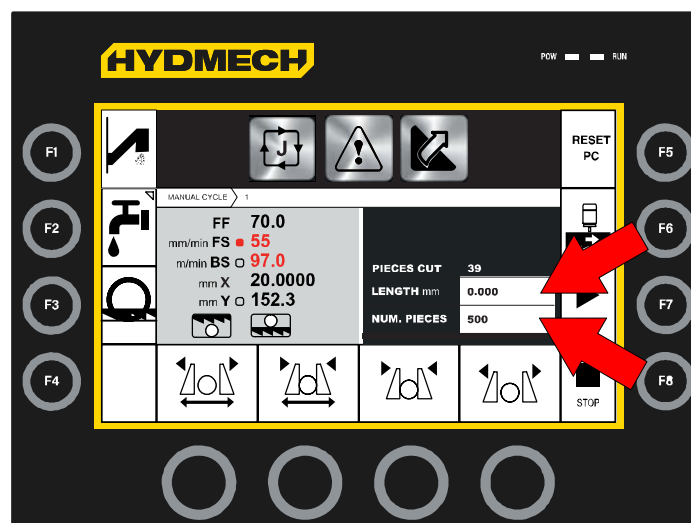 HYDMECH
POW RUN
F1
F2
F3
F4
J
RESET
PC
F5
F6
F7
F8
MANUAL CYCLE 1
FF 70.0
mm/min FS 55
m/min BS 97.0
mm X 20.0000
mm Y 152.3
PIECES CUT 39
LENGTH mm 0.000
NUM. PIECES 500
STOP